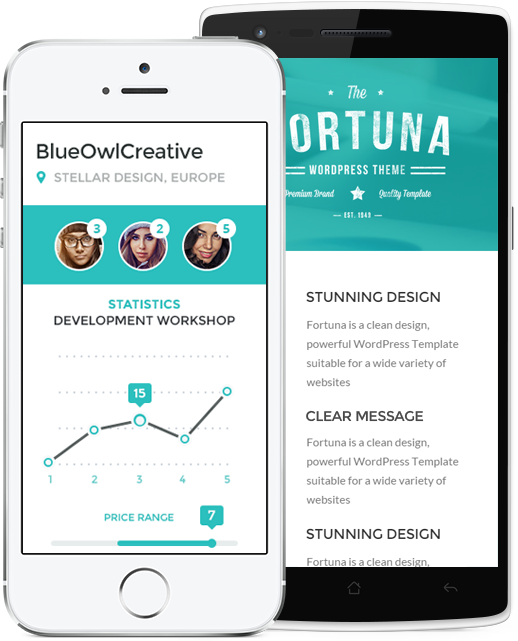 BlueOwlCreative
STELLAR DESIGN, EUROPE
3
2
5
STATISTICS
DEVELOPMENT WORKSHOP
15
1
2
3
4
5
PRICE RANGE
7
The
ORTUNA
WORDPRESS THEME
Premium Brand
Quality Template
EST. 1949
STUNNING DESIGN
Fortuna is a clean design,
powerful WordPress Template
suitable for a wide variety of
websites
CLEAR MESSAGE
Fortuna is a clean design,
powerful WordPress Template
suitable for a wide variety of
websites
STUNNING DESIGN
Fortuna is a clean design,